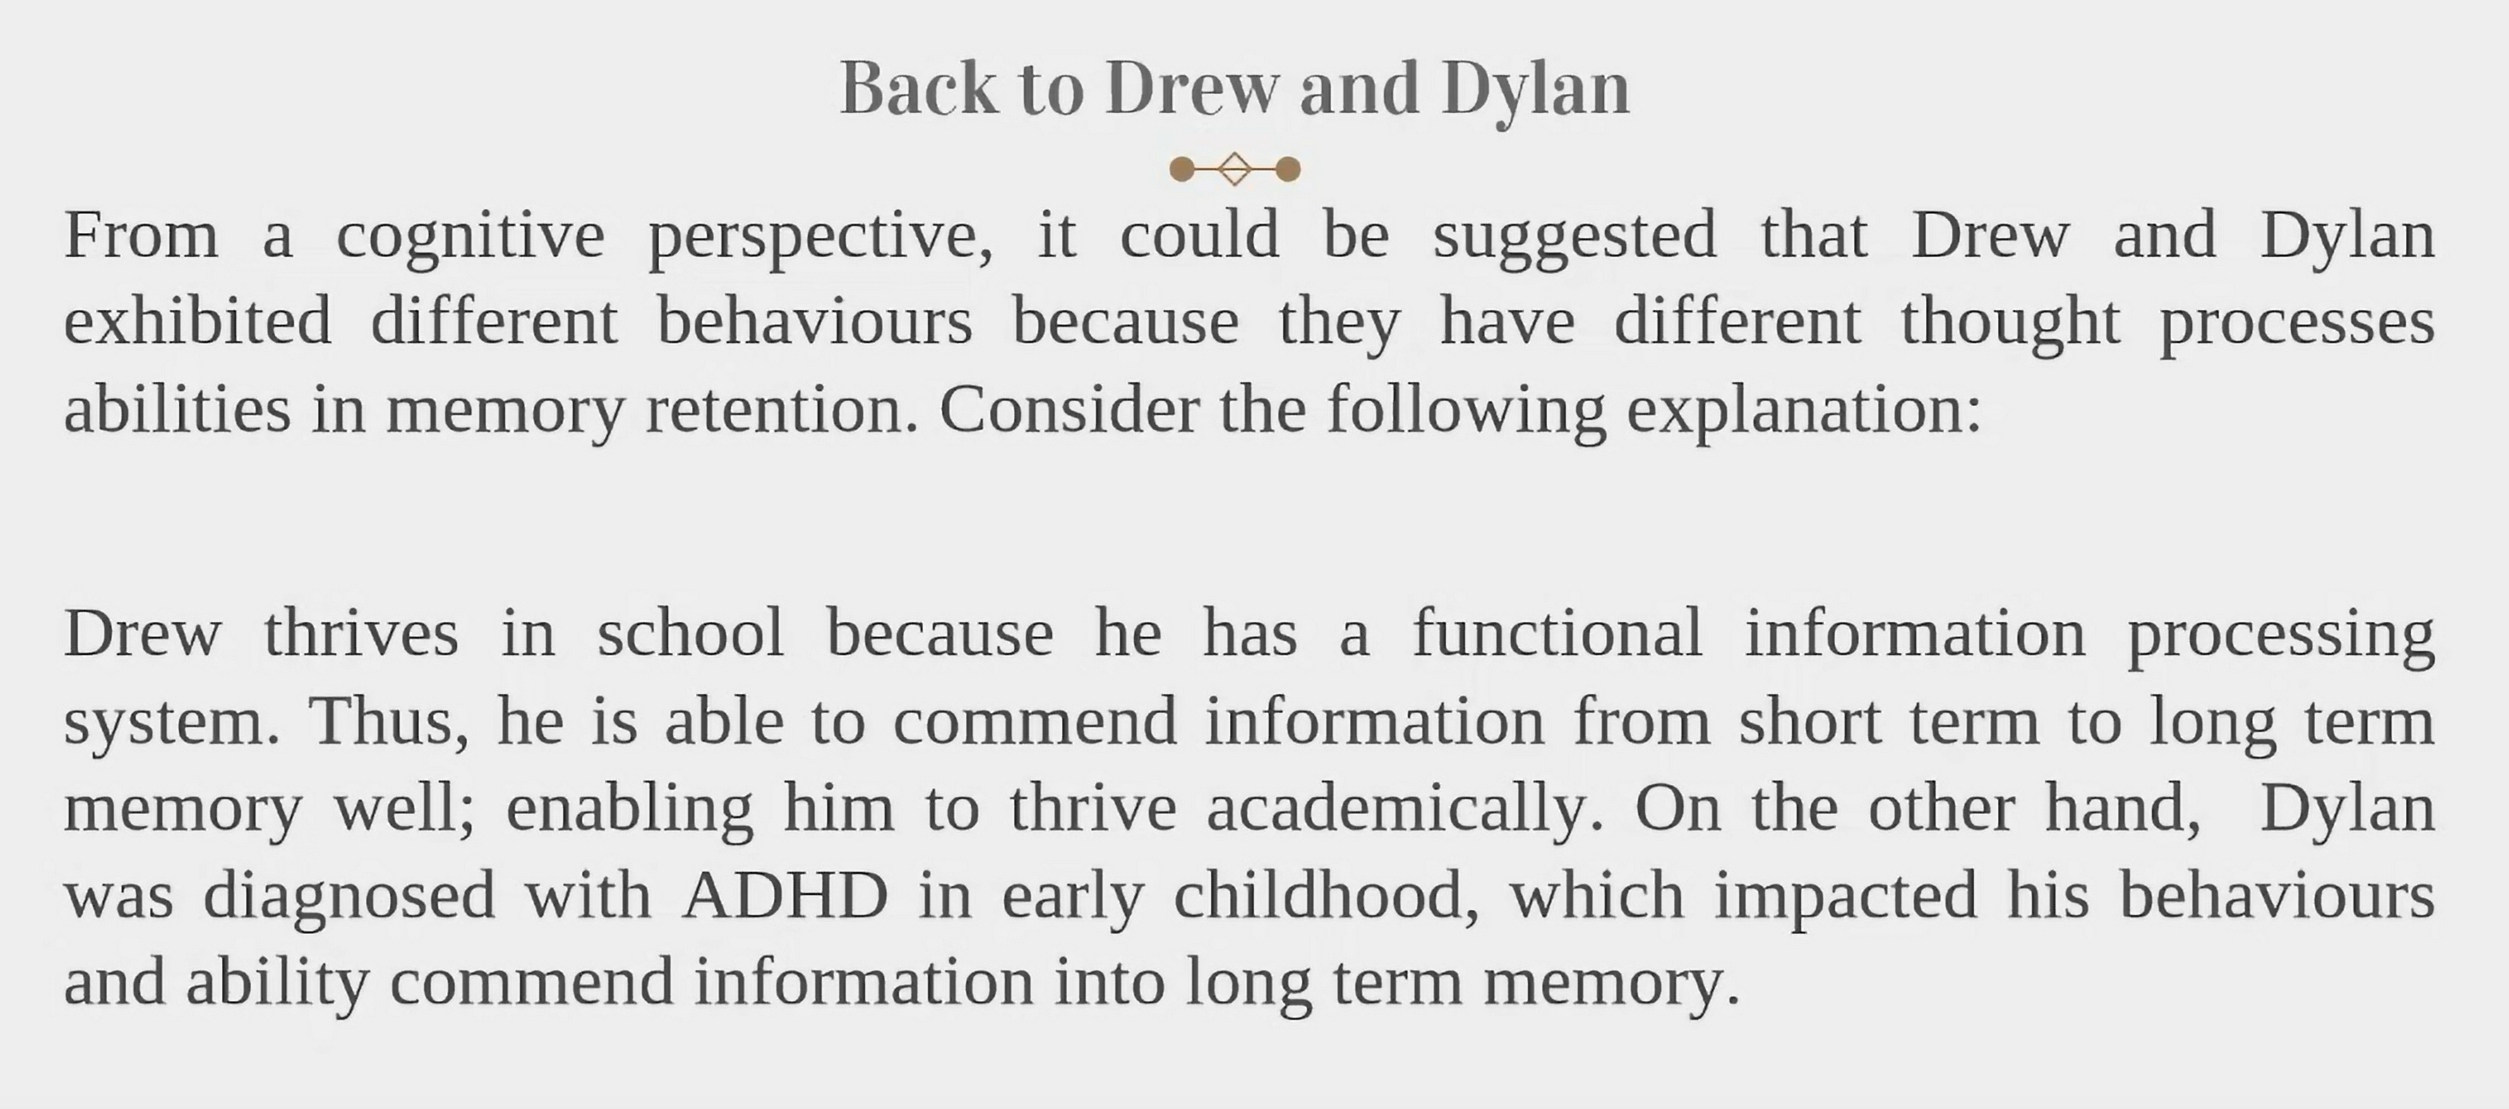 Back to Drew and Dylan
From a cognitive perspective, it could be suggested that Drew and Dylan
exhibited different behaviours because they have different thought processes
abilities in memory retention. Consider the following explanation:
Drew thrives in school because he has a functional information processing
system. Thus, he is able to commend information from short term to long term
memory well; enabling him to thrive academically. On the other hand, Dylan
was diagnosed with ADHD in early childhood, which impacted his behaviours
and ability commend information into long term memory.